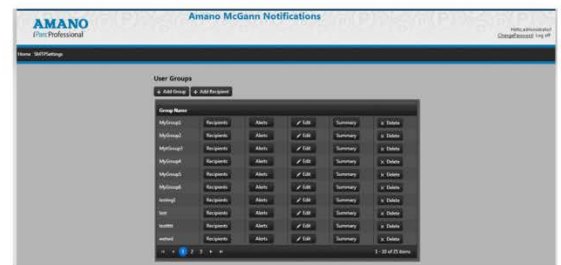 AMANO
iParcProfessional
Amano McGann Notifications
Hello, administrator!
ChangePassword Log off
Home SMTPSettings
User Groups
+ Add Group + Add Recipient
Group Name
MyGroup1 Recipients Alerts Edit Summary x Delete
MyGroup2 Recipients Alerts Edit Summary x Delete
MyGroup3 Recipients Alerts Edit Summary x Delete
MyGroup4 Recipients Alerts Edit Summary x Delete
MyGroup5 Recipients Alerts Edit Summary x Delete
MyGroup6 Recipients Alerts Edit Summary x Delete
testing2 Recipients Alerts Edit Summary x Delete
test Recipients Alerts Edit Summary x Delete
Recipients Alerts Edit Summary x Delete
Recipients Alerts Edit Summary x Delete
1 2 3
1 - 10 of 25 items